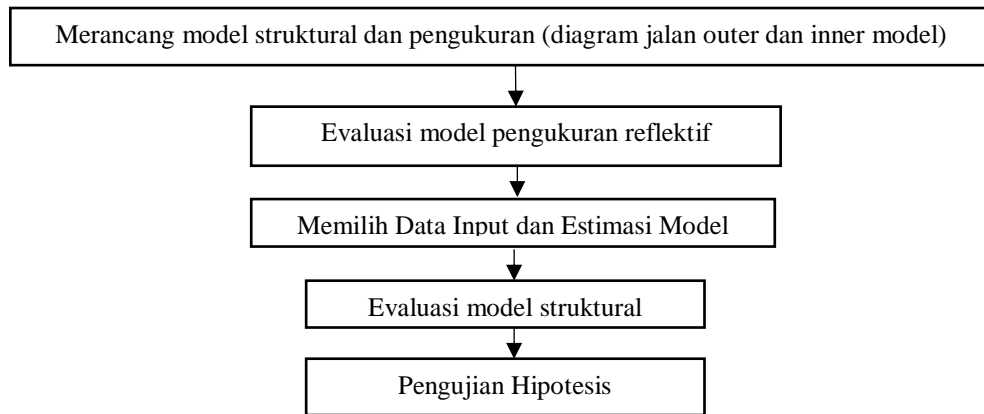 Merancang model struktural dan pengukuran (diagram jalan outer dan inner model)
Evaluasi model pengukuran reflektif
Memilih Data Input dan Estimasi Model
Evaluasi model struktural
Pengujian Hipotesis